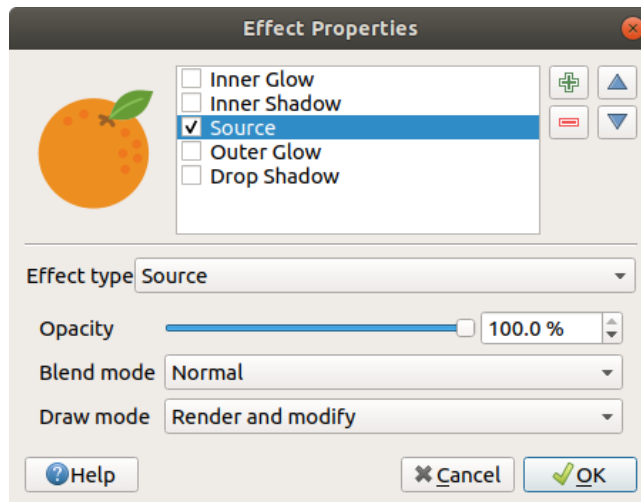 Effect Properties
Inner Glow
Inner Shadow
Source
Outer Glow
Drop Shadow
Effect type Source
Opacity 100.0 %
Blend mode Normal
Draw mode Render and modify
Help Cancel OK